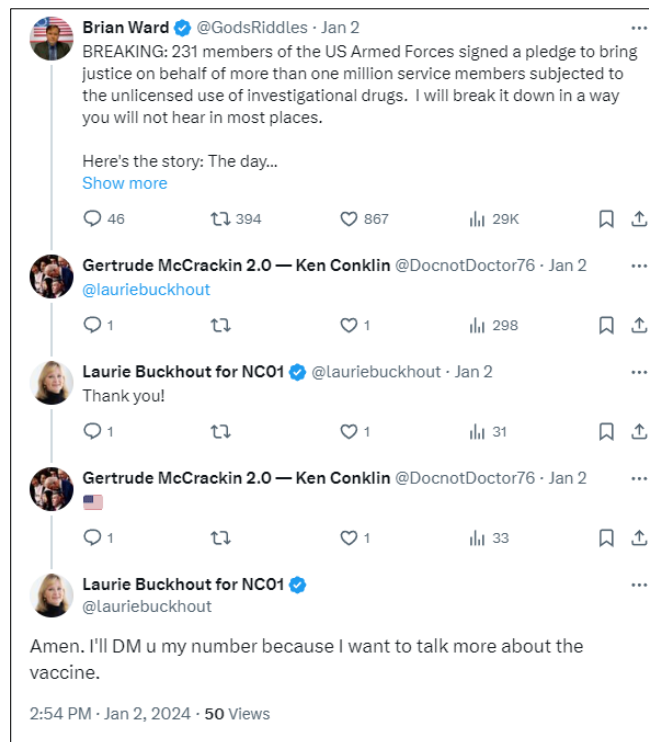 Brian Ward @GodsRiddles · Jan 2
BREAKING: 231 members of the US Armed Forces signed a pledge to bring
justice on behalf of more than one million service members subjected to
the unlicensed use of investigational drugs.  I will break it down in a way
you will not hear in most places.
Here's the story: The day...
Show more
46 394 867 29K
Gertrude McCrackin 2.0 — Ken Conklin @DocnotDoctor76 · Jan 2
@lauriebuckhout
1 1 298
Laurie Buckhout for NC01 @lauriebuckhout · Jan 2
Thank you!
1 1 31
Gertrude McCrackin 2.0 — Ken Conklin @DocnotDoctor76 · Jan 2
🇺🇸
1 1 33
Laurie Buckhout for NC01
@lauriebuckhout
Amen. I'll DM u my number because I want to talk more about the
vaccine.
2:54 PM · Jan 2, 2024 · 50 Views